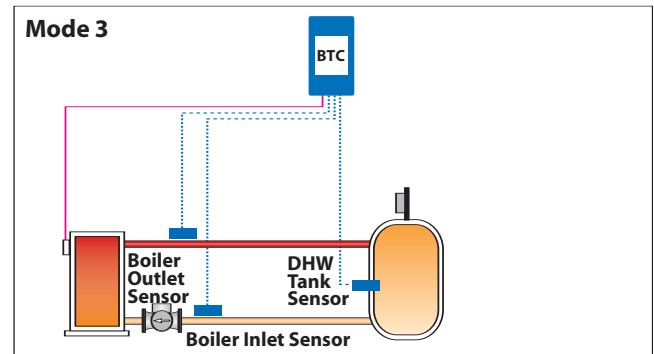 Mode 3
BTC
Boiler
Outlet
Sensor
DHW
Tank
Sensor
Boiler Inlet Sensor